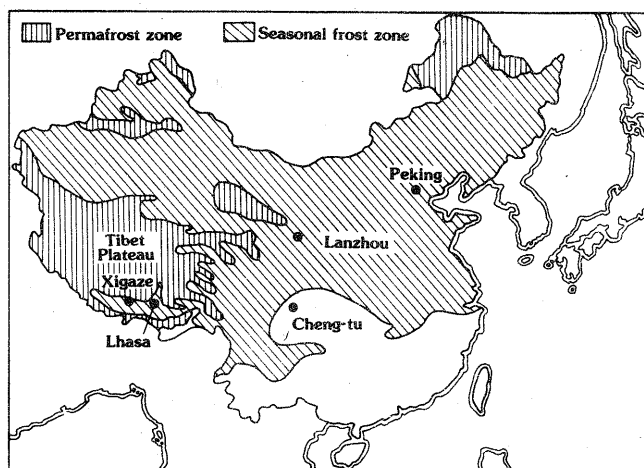 Permafrost zone
Seasonal frost zone
Peking
Lanzhou
Tibet
Plateau
Xigaze
Cheng-tu
Lhasa